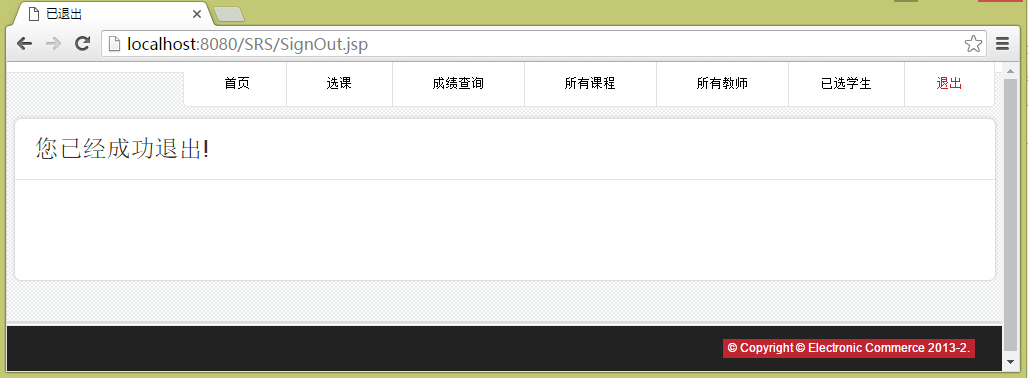 已退出
localhost:8080/SRS/SignOut.jsp
首页 选课 成绩查询 所有课程 所有教师 已选学生 退出
您已经成功退出!
© Copyright © Electronic Commerce 2013-2.